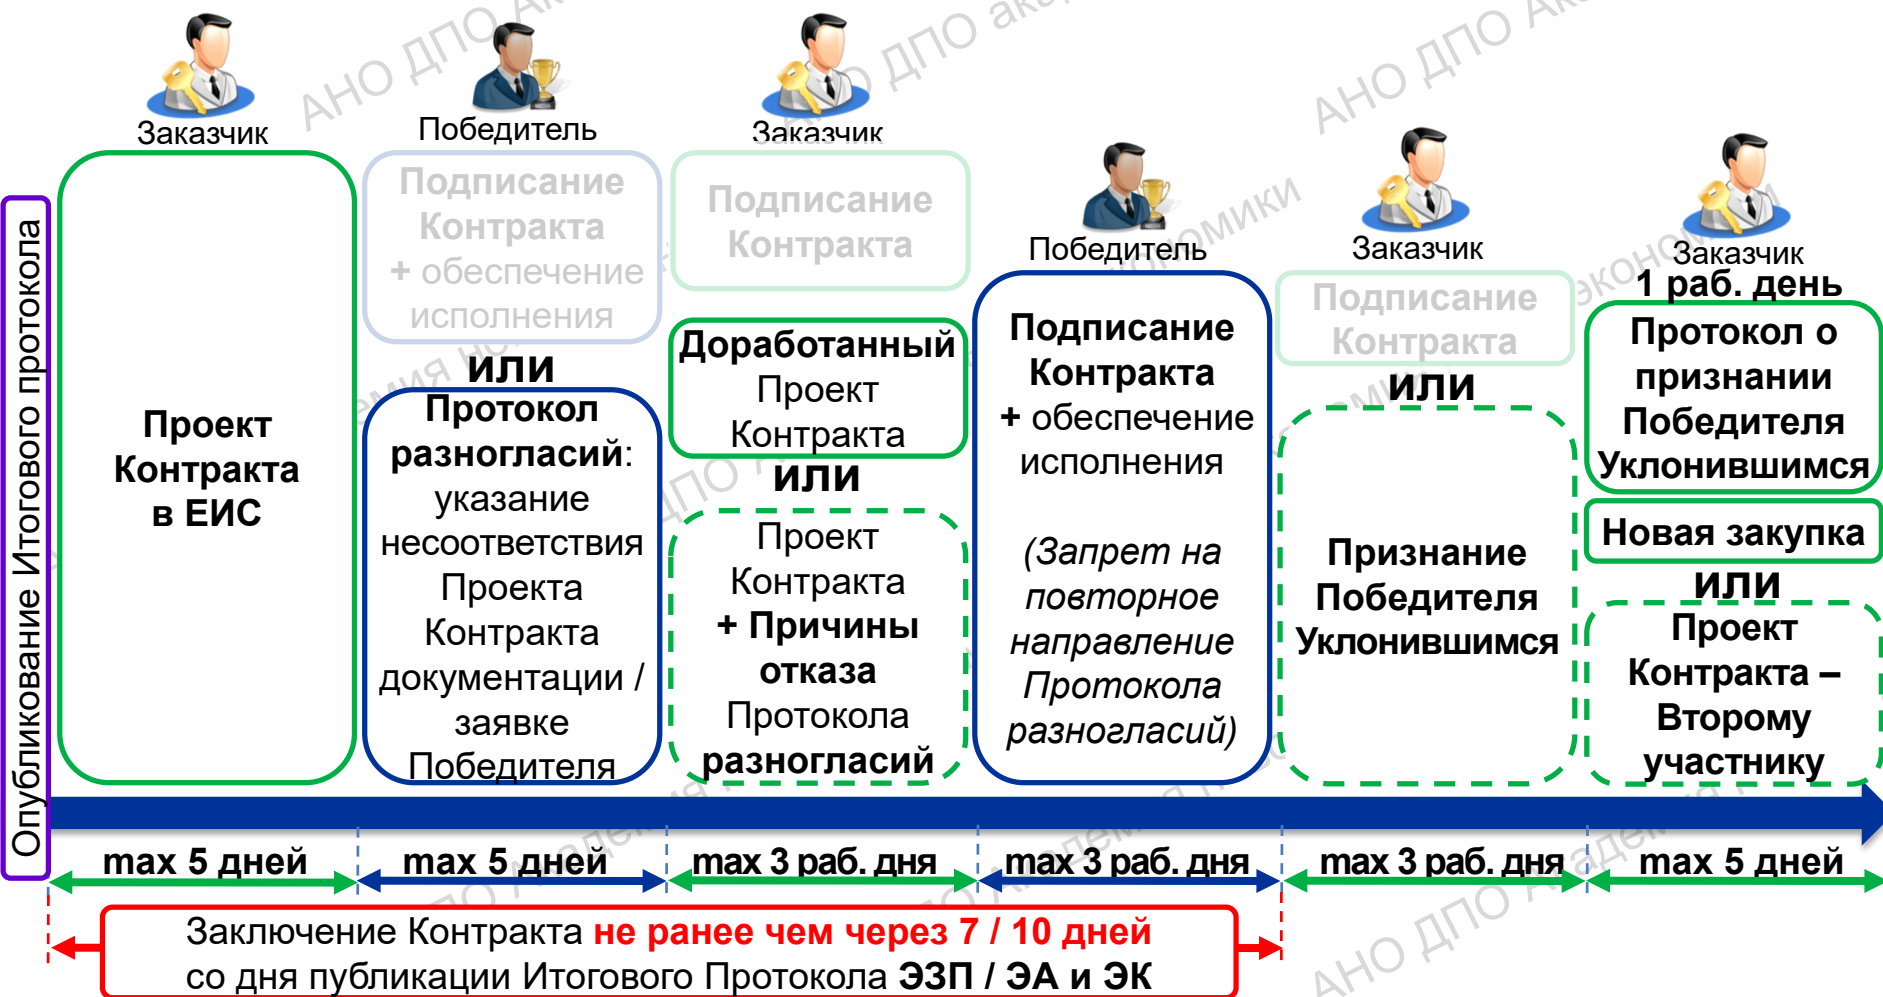 Опубликование Итогового протокола
Заказчик
Проект
Контракта
в ЕИС
Победитель
Подписание
Контракта
+ обеспечение
исполнения
или
Протокол
разногласий:
указание
несоответствия
Проекта
Контракта
документации /
заявке
Победителя
Заказчик
Подписание
Контракта
Доработанный
Проект
Контракта
или
Проект
Контракта
+ Причины
отказа
Протокола
разногласий
Победитель
Подписание
Контракта
+ обеспечение
исполнения
(Запрет на
повторное
направление
Протокола
разногласий)
Заказчик
Подписание
Контракта
или
Признание
Победителя
Уклонившимся
Заказчик
1 раб. день
Протокол о
признании
Победителя
Уклонившимся
Новая закупка
или
Проект
Контракта –
Второму
участнику
max 5 дней
max 5 дней
max 3 раб. дня
max 3 раб. дня
max 3 раб. дня
max 5 дней
Заключение Контракта не ранее чем через 7 / 10 дней
со дня публикации Итогового Протокола ЭЗП / ЭА и ЭК